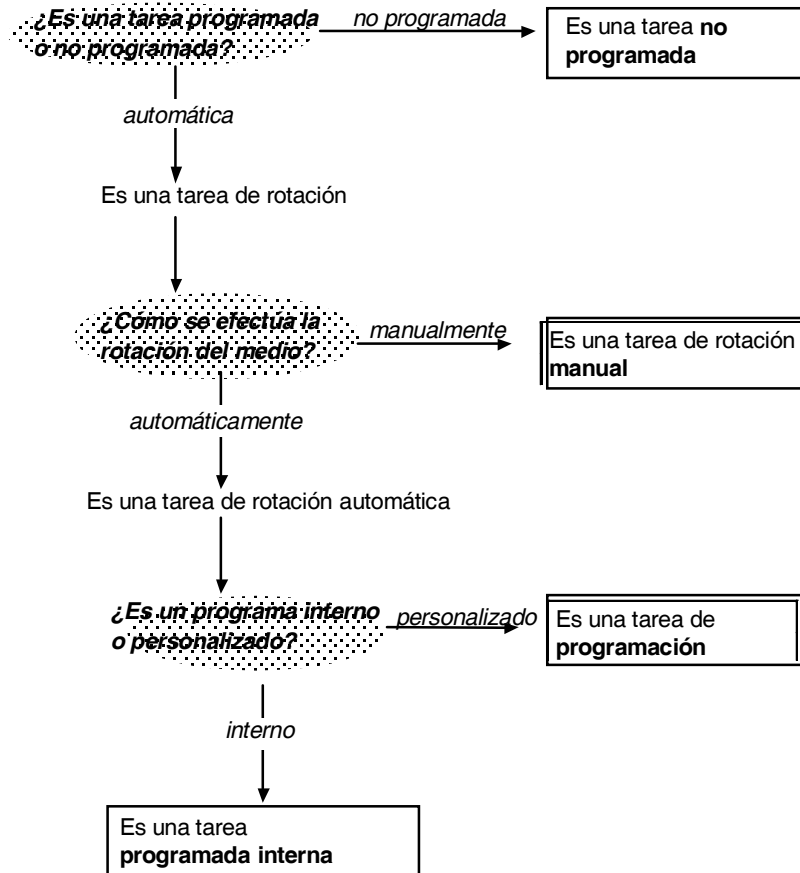 ¿Es una tarea programada
o no programada?
no programada
Es una tarea no
programada
automática
Es una tarea de rotación
¿Cómo se efectúa la
rotación del medio?
manualmente
Es una tarea de rotación
manual
automáticamente
Es una tarea de rotación automática
¿Es un programa interno
o personalizado?
personalizado
Es una tarea de
programación
interno
Es una tarea
programada interna